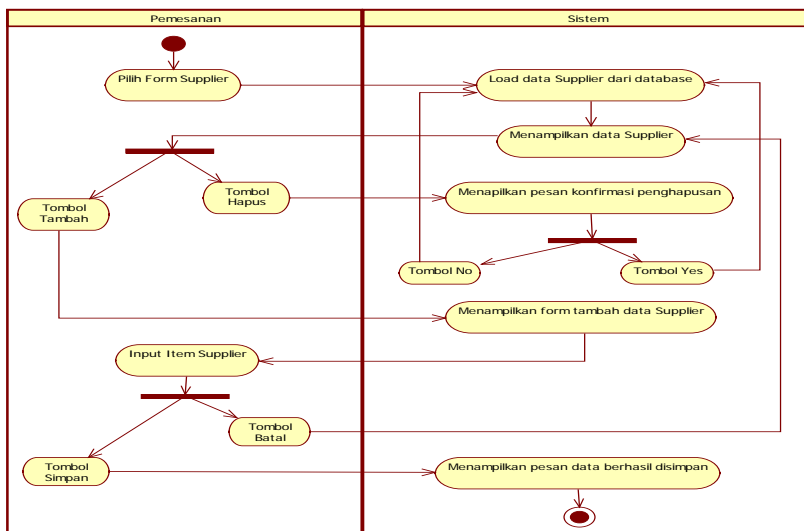 Pemesanan
Sistem
Pilih Form Supplier
Load data Supplier dari database
Menampilkan data Supplier
Tombol
Tambah
Tombol
Hapus
Menapilkan pesan konfirmasi penghapusan
Tombol No
Tombol Yes
Menampilkan form tambah data Supplier
Input Item Supplier
Tombol
Batal
Tombol
Simpan
Menampilkan pesan data berhasil disimpan